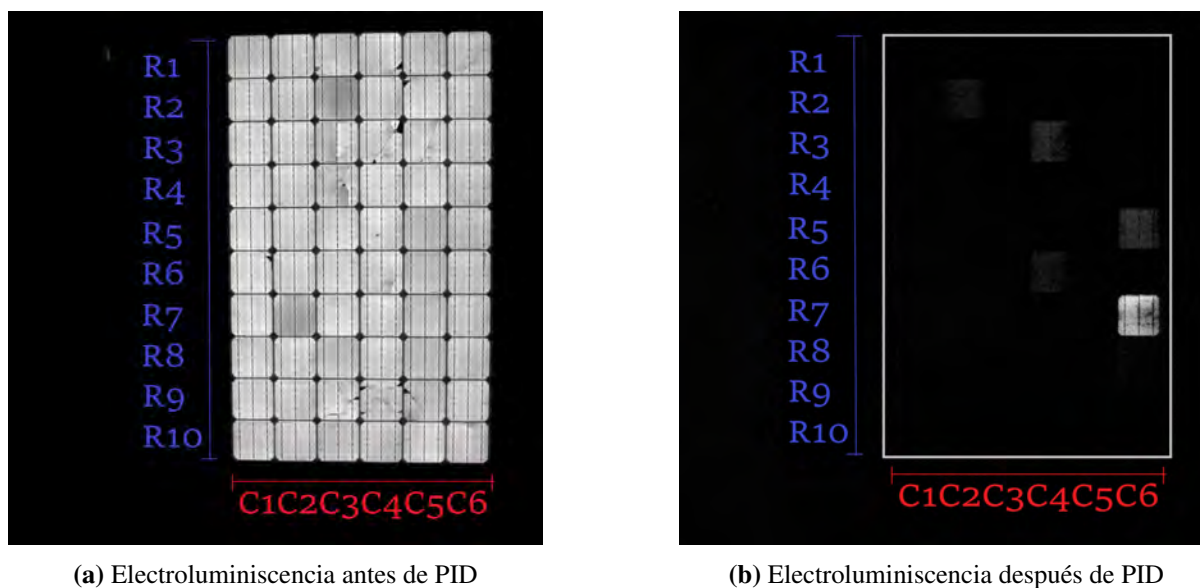 R1
R2
R3
R4
R5
R6
R7
R8
R9
R10
C1C2C3C4C5C6
(a) Electroluminiscencia antes de PID
R1
R2
R3
R4
R5
R6
R7
R8
R9
R10
C1C2C3C4C5C6
(b) Electroluminiscencia después de PID